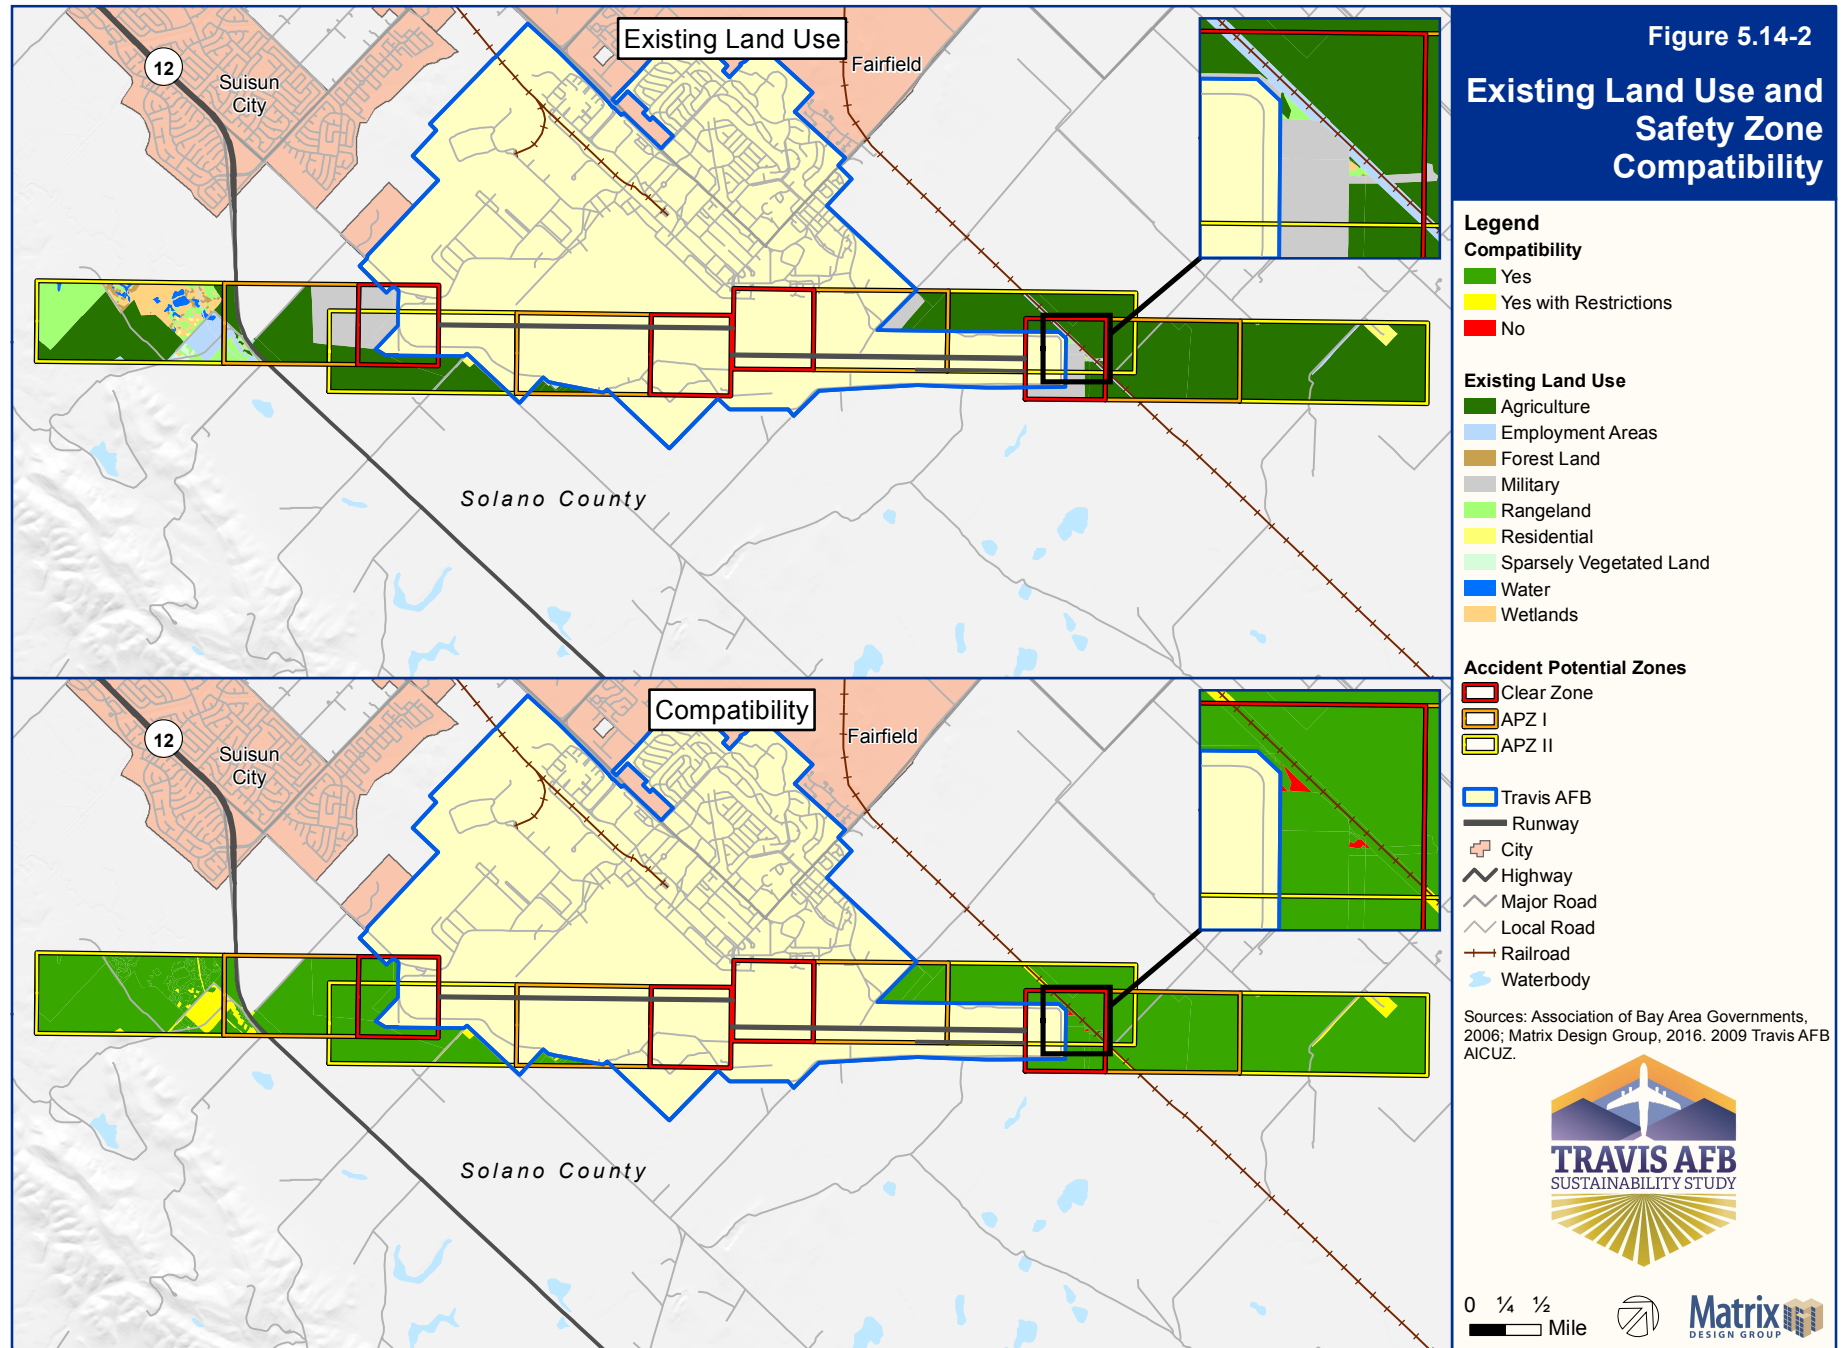 Existing Land Use
12
Suisun
City
Fairfield
Solano County
Compatibility
12
Suisun
City
Fairfield
Solano County
Figure 5.14-2
Existing Land Use and
Safety Zone
Compatibility
Legend
Compatibility
Yes
Yes with Restrictions
No
Existing Land Use
Agriculture
Employment Areas
Forest Land
Military
Rangeland
Residential
Sparsely Vegetated Land
Water
Wetlands
Accident Potential Zones
Clear Zone
APZ I
APZ II
Travis AFB
Runway
City
Highway
Major Road
Local Road
Railroad
Waterbody
Sources: Association of Bay Area Governments,
2006; Matrix Design Group, 2016. 2009 Travis AFB
AICUZ.
TRAVIS AFB
SUSTAINABILITY STUDY
0 ¼ ½
Mile
Matrix
DESIGN GROUP